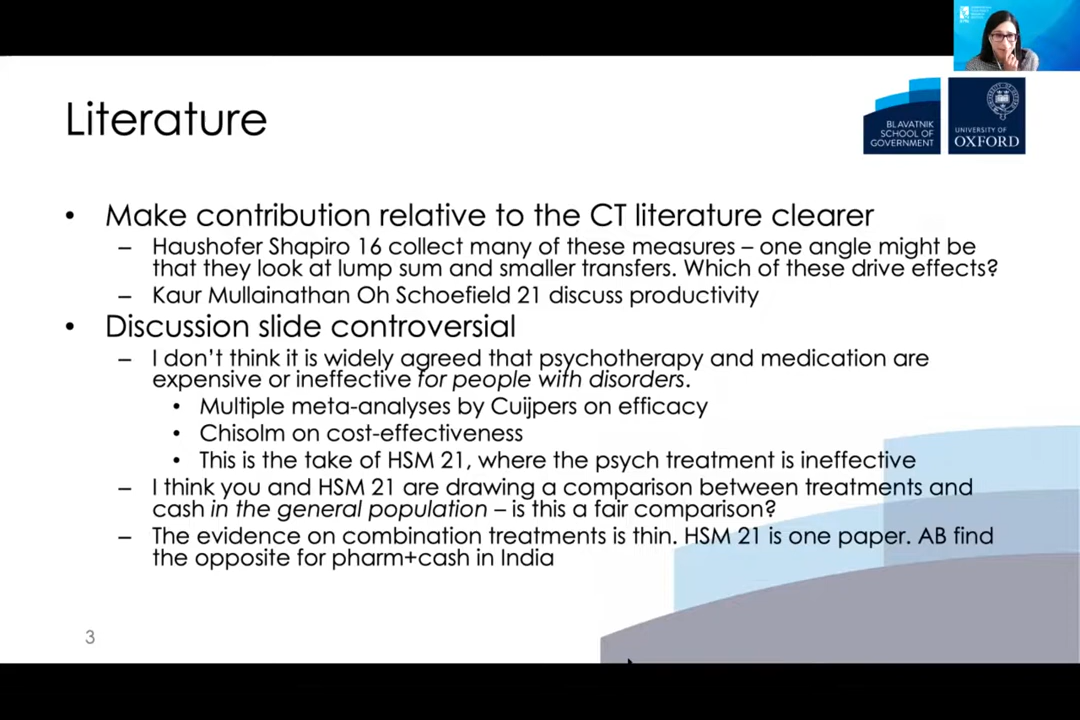 Literature
BLAVATNIK
SCHOOL OF
GOVERNMENT
UNIVERSITY OF
OXFORD
• Make contribution relative to the CT literature clearer
– Haushofer Shapiro 16 collect many of these measures – one angle might be
that they look at lump sum and smaller transfers. Which of these drive effects?
– Kaur Mullainathan Oh Schoefield 21 discuss productivity
• Discussion slide controversial
– I don't think it is widely agreed that psychotherapy and medication are
expensive or ineffective for people with disorders.
• Multiple meta-analyses by Cuijpers on efficacy
• Chisolm on cost-effectiveness
• This is the take of HSM 21, where the psych treatment is ineffective
– I think you and HSM 21 are drawing a comparison between treatments and
cash in the general population – is this a fair comparison?
– The evidence on combination treatments is thin. HSM 21 is one paper. AB find
the opposite for pharm+cash in India
3